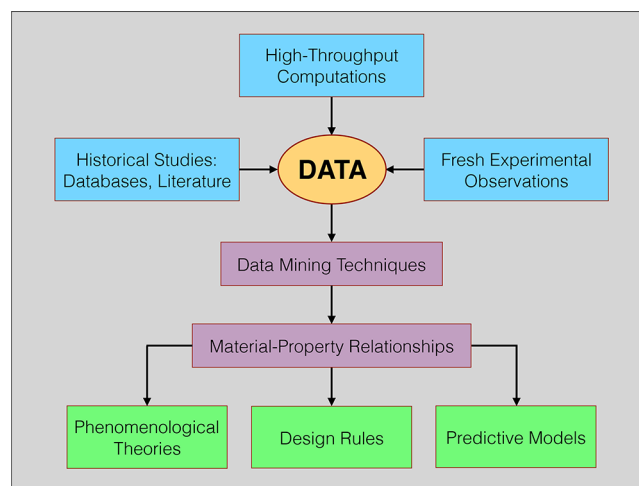 High-Throughput
Computations
Historical Studies:
Databases, Literature
DATA
Fresh Experimental
Observations
Data Mining Techniques
Material-Property Relationships
Phenomenological
Theories
Design Rules
Predictive Models